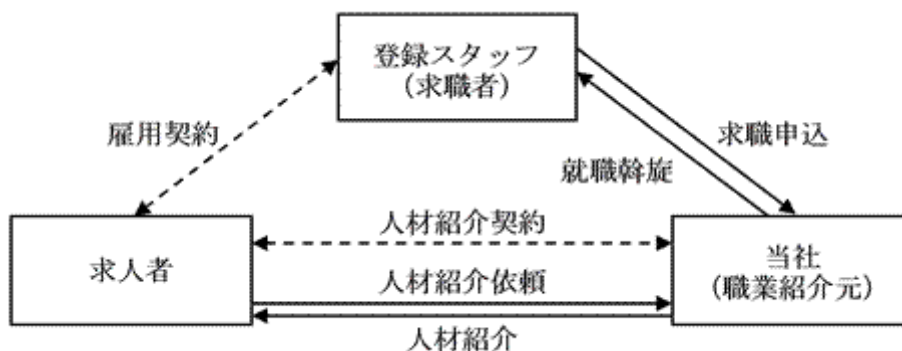 登録スタッフ
（求職者）
雇用契約
求職申込
就職斡旋
人材紹介契約
求人者
当社
（職業紹介元）
人材紹介依頼
人材紹介